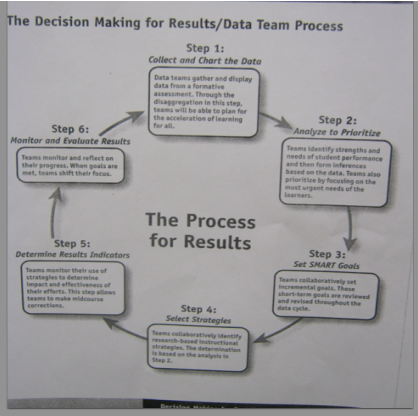 The Decision Making for Results/Data Team Process
Step 1:
Collect and Chart the Data
Data teams gather and display
data from a formative
assessment. Through the
disaggregation in this step,
teams will be able to plan for
the acceleration of learning
for all.
Step 2:
Analyze to Prioritize
Teams identify strengths and
needs of student performance
and then form inferences
based on the data. Teams also
prioritize by focusing on the
most urgent needs of the
learners.
Step 3:
Set SMART Goals
Teams collaboratively set
incremental goals. These
short-term goals are reviewed
and revised throughout the
data cycle.
Step 4:
Select Strategies
Teams collaboratively identify
research-based instructional
strategies. The determination
is based on the analysis in
Step 2.
Step 5:
Determine Results Indicators
Teams monitor their use of
strategies to determine
impact and effectiveness of
their efforts. This step allows
teams to make midcourse
corrections.
Step 6:
Monitor and Evaluate Results
Teams monitor and reflect on
their progress. When goals are
met, teams shift their focus.
The Process
for Results